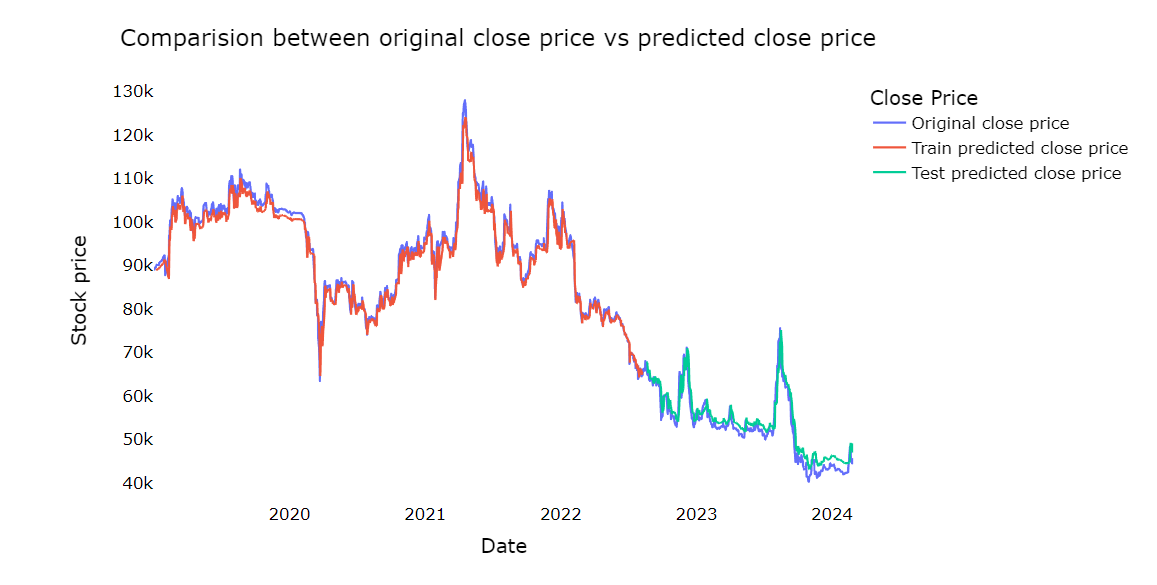 Comparision between original close price vs predicted close price
Close Price
Original close price
Train predicted close price
Test predicted close price
Stock price
130k
120k
110k
100k
90k
80k
70k
60k
50k
40k
2020
2021
2022
2023
2024
Date